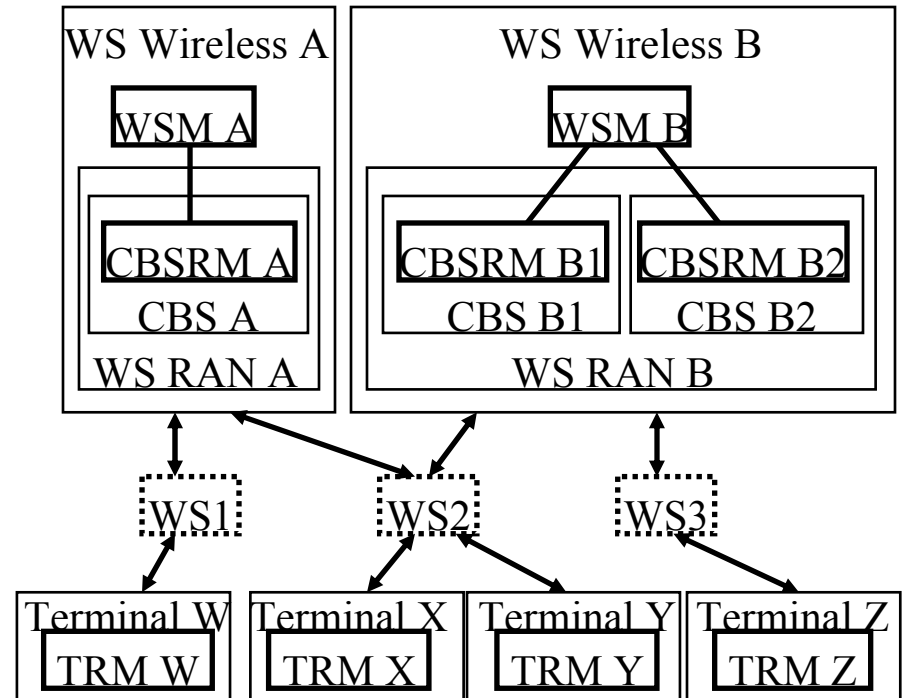 WS Wireless A
WS Wireless B
WSM A
WSM B
CBSRM A
CBSRM B1
CBSRM B2
CBS A
CBS B1
CBS B2
WS RAN A
WS RAN B
WS1
WS2
WS3
Terminal W
Terminal X
Terminal Y
Terminal Z
TRM W
TRM X
TRM Y
TRM Z